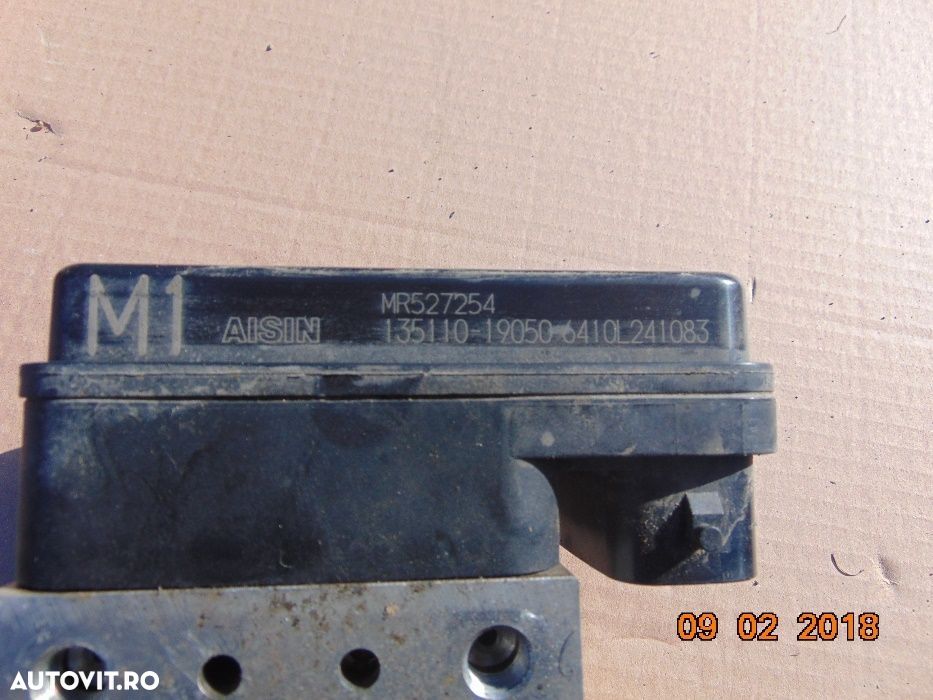 M1 AISIN MR527254
135110-19050-6410L241083
09 02 2018
AUTOVIT.RO